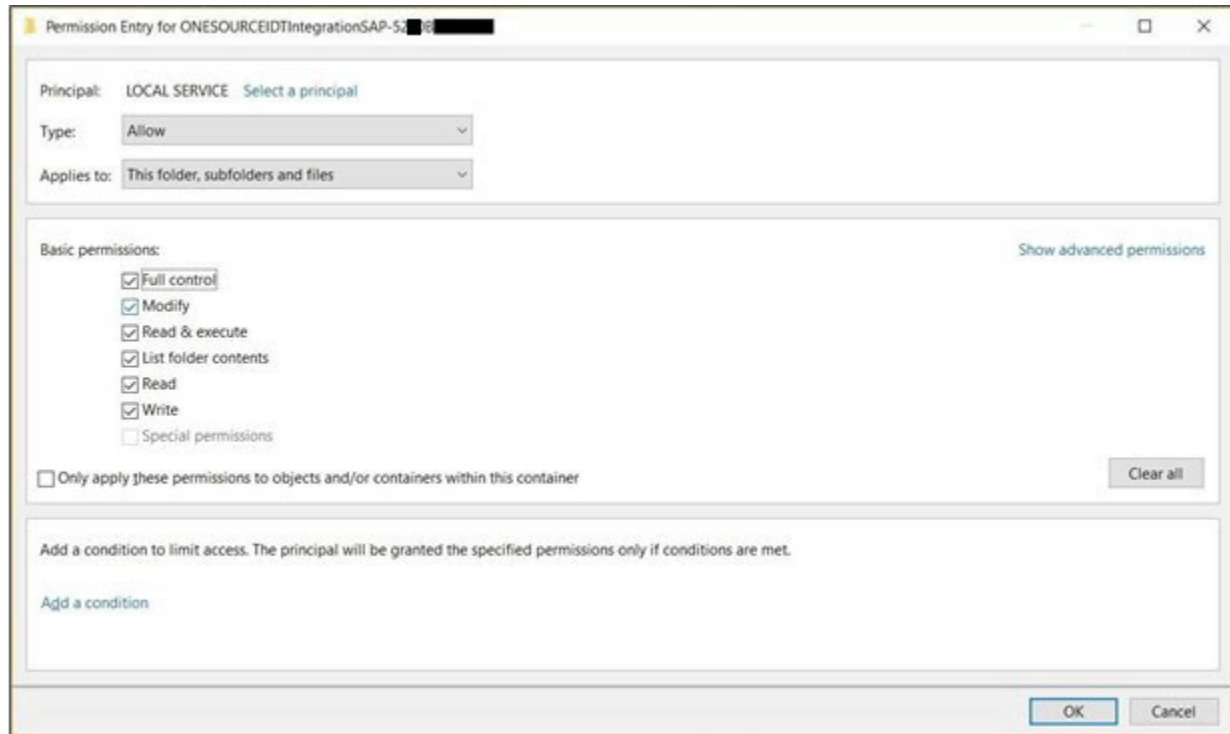 Permission Entry for ONESOURCEIDTIntegrationSAP-52
Principal: LOCAL SERVICE Select a principal
Type: Allow
Applies to: This folder, subfolders and files
Basic permissions: Show advanced permissions
Full control
Modify
Read & execute
List folder contents
Read
Write
Special permissions
Only apply these permissions to objects and/or containers within this container Clear all
Add a condition to limit access. The principal will be granted the specified permissions only if conditions are met.
Add a condition
OK Cancel